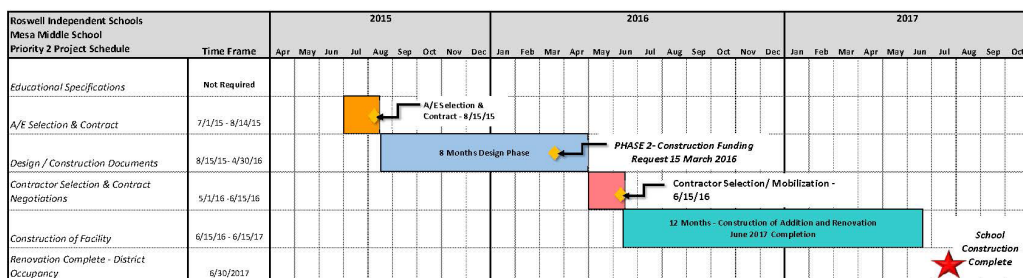 Roswell Independent Schools
Mesa Middle School
Priority 2 Project Schedule
Time Frame
2015
2016
2017
Apr May Jun Jul Aug Sep Oct Nov Dec Jan Feb Mar Apr May Jun Jul Aug Sep Oct Nov Dec Jan Feb Mar Apr May Jun Jul Aug Sep Oct
Educational Specifications
Not Required
A/E Selection & Contract
7/1/15 - 8/14/15
A/E Selection &
Contract - 8/15/15
Design / Construction Documents
8/15/15- 4/30/16
8 Months Design Phase
PHASE 2- Construction Funding
Request 15 March 2016
Contractor Selection & Contract
Negotiations
5/1/16 -6/15/16
Contractor Selection/ Mobilization -
6/15/16
Construction of Facility
6/15/16 - 6/15/17
12 Months - Construction of Addition and Renovation
June 2017 Completion
Renovation Complete - District
Occupancy
6/30/2017
School
Construction
Complete